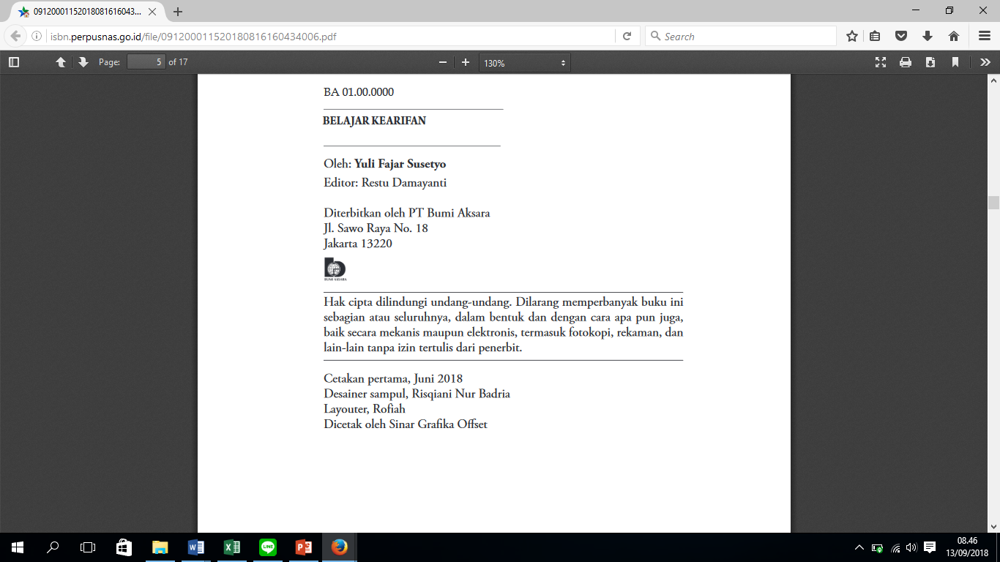 0912000115201808161​6043...
isbn.perpusnas.go.id/file/091200011520180816160434006.pdf
Search
Page: 5 of 17
130%
BA 01.00.0000
BELAJAR KEARIFAN
Oleh: Yuli Fajar Susetyo
Editor: Restu Damayanti
Diterbitkan oleh PT Bumi Aksara
Jl. Sawo Raya No. 18
Jakarta 13220
BUMI AKSARA
Hak cipta dilindungi undang-undang. Dilarang memperbanyak buku ini
sebagian atau seluruhnya, dalam bentuk dan dengan cara apa pun juga,
baik secara mekanis maupun elektronis, termasuk fotokopi, rekaman, dan
lain-lain tanpa izin tertulis dari penerbit.
Cetakan pertama, Juni 2018
Desainer sampul, Risqiani Nur Badria
Layouter, Rofiah
Dicetak oleh Sinar Grafika Offset
LINE
08.46
13/09/2018